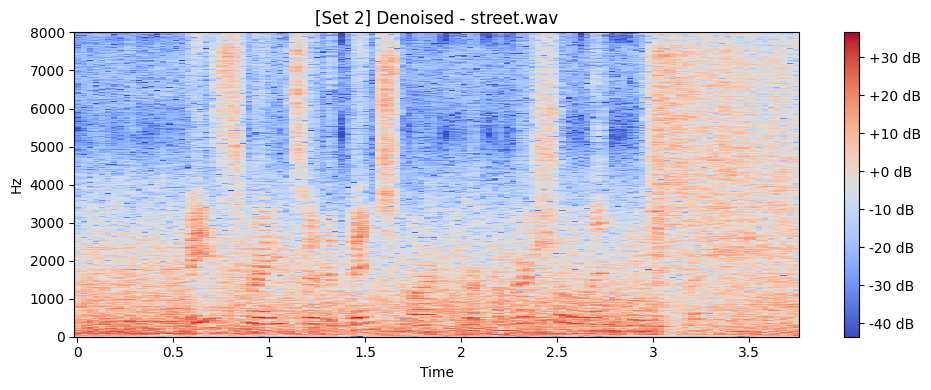 [Set 2] Denoised - street.wav
8000
7000
6000
5000
4000
3000
2000
1000
0
Hz
0
0.5
1
1.5
2
2.5
3
3.5
Time
+30 dB
+20 dB
+10 dB
+0 dB
-10 dB
-20 dB
-30 dB
-40 dB